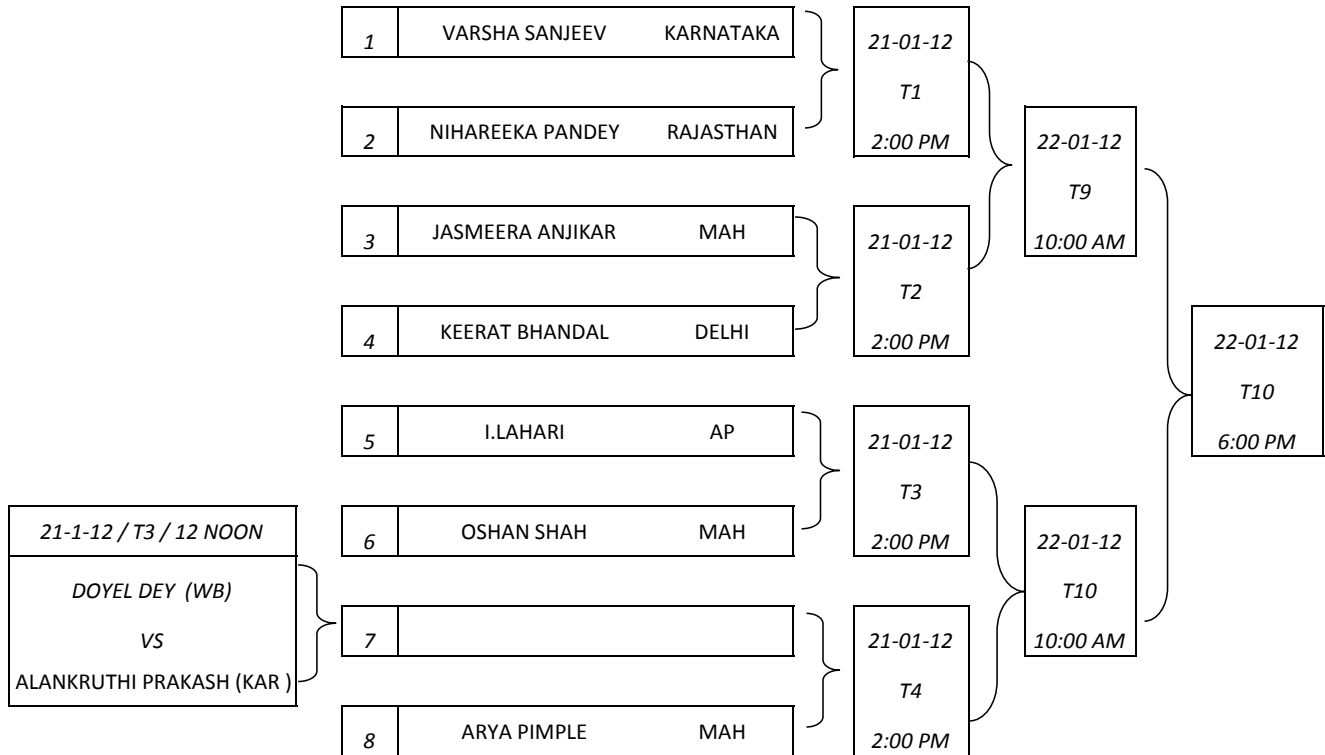 1 VARSHA SANJEEV KARNATAKA
2 NIHAREEKA PANDEY RAJASTHAN
21-01-12
T1
2:00 PM
3 JASMEERA ANJIKAR MAH
4 KEERAT BHANDAL DELHI
21-01-12
T2
2:00 PM
22-01-12
T9
10:00 AM
5 I.LAHARI AP
6 OSHAN SHAH MAH
21-01-12
T3
2:00 PM
21-1-12 / T3 / 12 NOON
DOYEL DEY (WB)
VS
ALANKRUTHI PRAKASH (KAR )
7
8 ARYA PIMPLE MAH
21-01-12
T4
2:00 PM
22-01-12
T10
10:00 AM
22-01-12
T10
6:00 PM